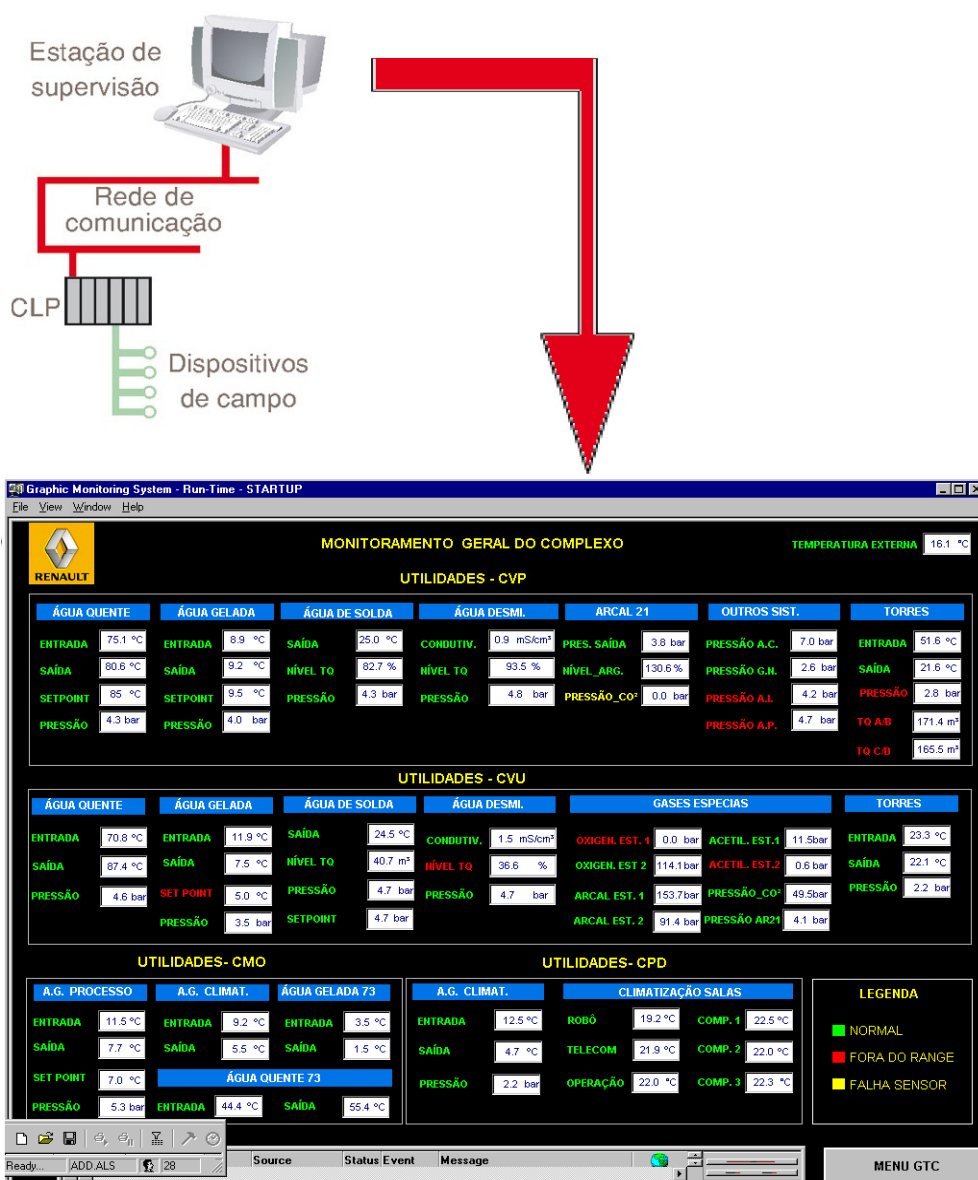 Estação de
supervisão
Rede de
comunicação
CLP
Dispositivos
de campo
Graphic Monitoring System - Run-Time - STARTUP
File View Window Help
RENAULT
MONITORAMENTO GERAL DO COMPLEXO
TEMPERATURA EXTERNA 16.1 °C
UTILIDADES - CVP
ÁGUA QUENTE ÁGUA GELADA ÁGUA DE SOLDA ÁGUA DESMI. ARCAL 21 OUTROS SIST. TORRES
ENTRADA 75.1 °C ENTRADA 8.9 °C SAÍDA 25.0 °C CONDUTIV. 0.9 mS/cm³ PRES. SAÍDA 3.8 bar PRESSÃO A.C. 7.0 bar ENTRADA 51.6 °C
SAÍDA 80.6 °C SAÍDA 9.2 °C NÍVEL TQ 82.7 % NÍVEL TQ 93.5 % NÍVEL_ARG. 130.6 % PRESSÃO G.N. 2.6 bar SAÍDA 21.6 °C
SETPOINT 85 °C SETPOINT 9.5 °C PRESSÃO 4.3 bar PRESSÃO 4.8 bar PRESSÃO_CO² 0.0 bar PRESSÃO A.I. 4.2 bar PRESSÃO 2.8 bar
PRESSÃO 4.3 bar PRESSÃO 4.0 bar PRESSÃO A.P. 4.7 bar TQ A/B 171.4 m³
TQ C/D 165.5 m³
UTILIDADES - CVU
ÁGUA QUENTE ÁGUA GELADA ÁGUA DE SOLDA ÁGUA DESMI. GASES ESPECIAS TORRES
ENTRADA 70.8 °C ENTRADA 11.9 °C SAÍDA 24.5 °C CONDUTIV. 1.5 mS/cm³ OXIGEN. EST. 1 0.0 bar ACETIL. EST.1 11.5bar ENTRADA 23.3 °C
SAÍDA 87.4 °C SAÍDA 7.5 °C NÍVEL TQ 40.7 m³ NÍVEL TQ 36.6 % OXIGEN. EST 2 114.1bar ACETIL. EST.2 0.6 bar SAÍDA 22.1 °C
PRESSÃO 4.6 bar SET POINT 5.0 °C PRESSÃO 4.7 bar PRESSÃO 4.7 bar ARCAL EST. 1 153.7bar PRESSÃO_CO² 49.5bar PRESSÃO 2.2 bar
PRESSÃO 3.5 bar SETPOINT 4.7 bar ARCAL EST. 2 91.4 bar PRESSÃO AR21 4.1 bar
UTILIDADES- CMO UTILIDADES- CPD
A.G. PROCESSO A.G. CLIMAT. ÁGUA GELADA 73 A.G. CLIMAT. CLIMATIZAÇÃO SALAS LEGENDA
ENTRADA 11.5 °C ENTRADA 9.2 °C ENTRADA 3.5 °C ENTRADA 12.5 °C ROBÔ 19.2 °C COMP. 1 22.5 °C
NORMAL
SAÍDA 7.7 °C SAÍDA 5.5 °C SAÍDA 1.5 °C SAÍDA 4.7 °C TELECOM 21.9 °C COMP. 2 22.0 °C
FORA DO RANGE
SET POINT 7.0 °C ÁGUA QUENTE 73 PRESSÃO 2.2 bar OPERAÇÃO 22.0 °C COMP. 3 22.3 °C
FALHA SENSOR
PRESSÃO 5.3 bar ENTRADA 44.4 °C SAÍDA 55.4 °C
Source Status Event Message
Ready... ADD.ALS 28
MENU GTC